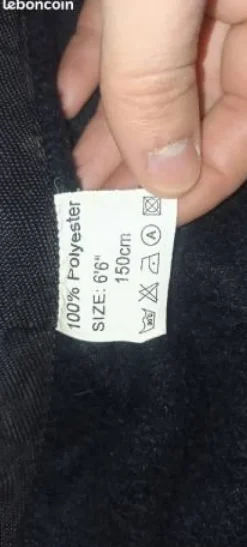 leboncoin
100% Polyester
SIZE: 6'6"
150cm
A